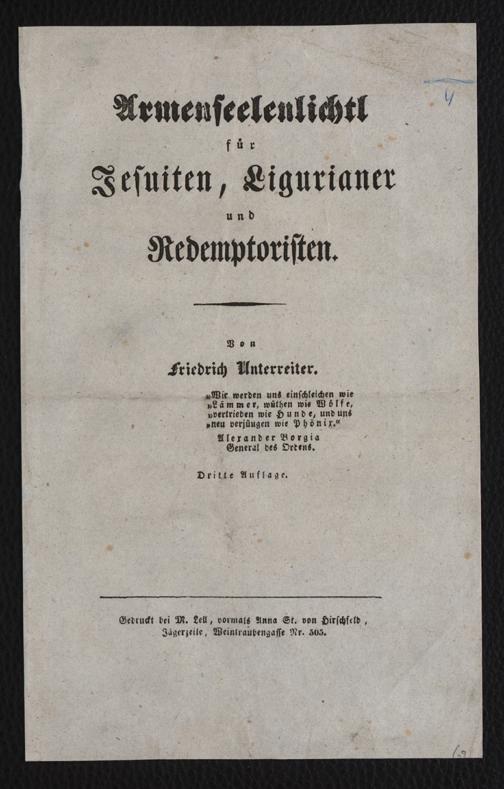 4
Armenseelenlichtl
für
Jesuiten, Ligurianer
und
Redemptoristen.
Von
Friedrich Unterreiter.
„Wir werden uns einschleichen wie
„Lämmer, wüthen wie Wölfe,
„vertrieden wie Hunde, und uns
„neu verjüngen wie Phönix.“
Alexander Borgia
General des Ordens.
Dritte Auflage.
Gedruckt bei M. Lell, vormals Anna St. von Hirschfeld,
Jägerzeile, Weintraubengasse Nr. 505.